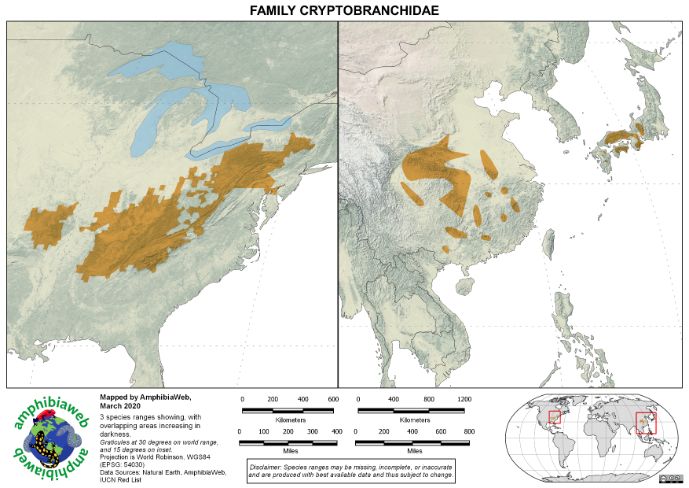 FAMILY CRYPTOBRANCHIDAE
amphibiaweb
amphibiaweb
Mapped by AmphibiaWeb,
March 2020
3 species ranges showing, with
overlapping areas increasing in
darkness.
Graticules at 30 degrees on world range,
and 15 degrees on inset.
Projection is World Robinson, WGS84
(EPSG: 54030)
Data Sources: Natural Earth, AmphibiaWeb,
IUCN Red List
0 200 400 600
Kilometers
0 100 200 300 400
Miles
0 400 800 1200
Kilometers
0 200 400 600 800
Miles
Disclaimer: Species ranges may be missing, incomplete, or inaccurate
and are produced with best available data and thus subject to change.